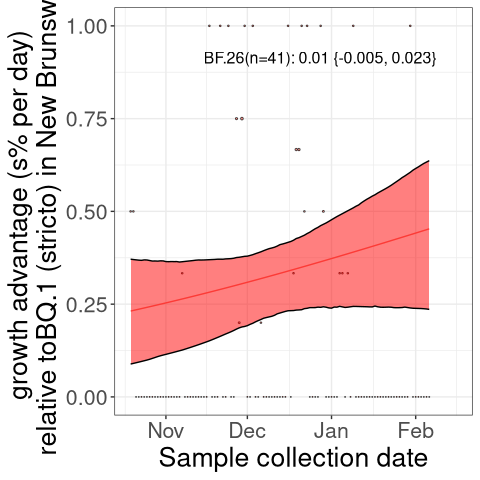 growth advantage (s% per day)
relative toBQ.1 (stricto) in New Brunsw
1.00
0.75
0.50
0.25
0.00
BF.26(n=41): 0.01 {-0.005, 0.023}
Nov Dec Jan Feb
Sample collection date